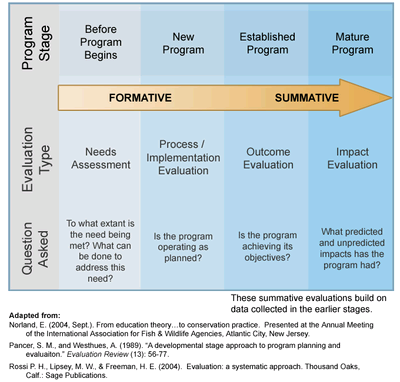 Program
Stage
Before
Program
Begins
New
Program
Established
Program
Mature
Program
FORMATIVE
SUMMATIVE
Evaluation
Type
Needs
Assessment
Process /
Implementation
Evaluation
Outcome
Evaluation
Impact
Evaluation
Question
Asked
To what extant is
the need being
met? What can
be done to
address this
need?
Is the program
operating as
planned?
Is the program
achieving its
objectives?
What predicted
and unpredicted
impacts has the
program had?
These summative evaluations build on
data collected in the earlier stages.
Adapted from:
Norland, E. (2004, Sept.). From education theory…to conservation practice. Presented at the Annual Meeting
of the International Association for Fish & Wildlife Agencies, Atlantic City, New Jersey.
Pancer, S. M., and Westhues, A. (1989). "A developmental stage approach to program planning and
evaluaiton." Evaluation Review (13): 56-77.
Rossi P. H., Lipsey, M. W., & Freeman, H. E. (2004). Evaluation: a systematic approach. Thousand Oaks,
Calf.: Sage Publications.